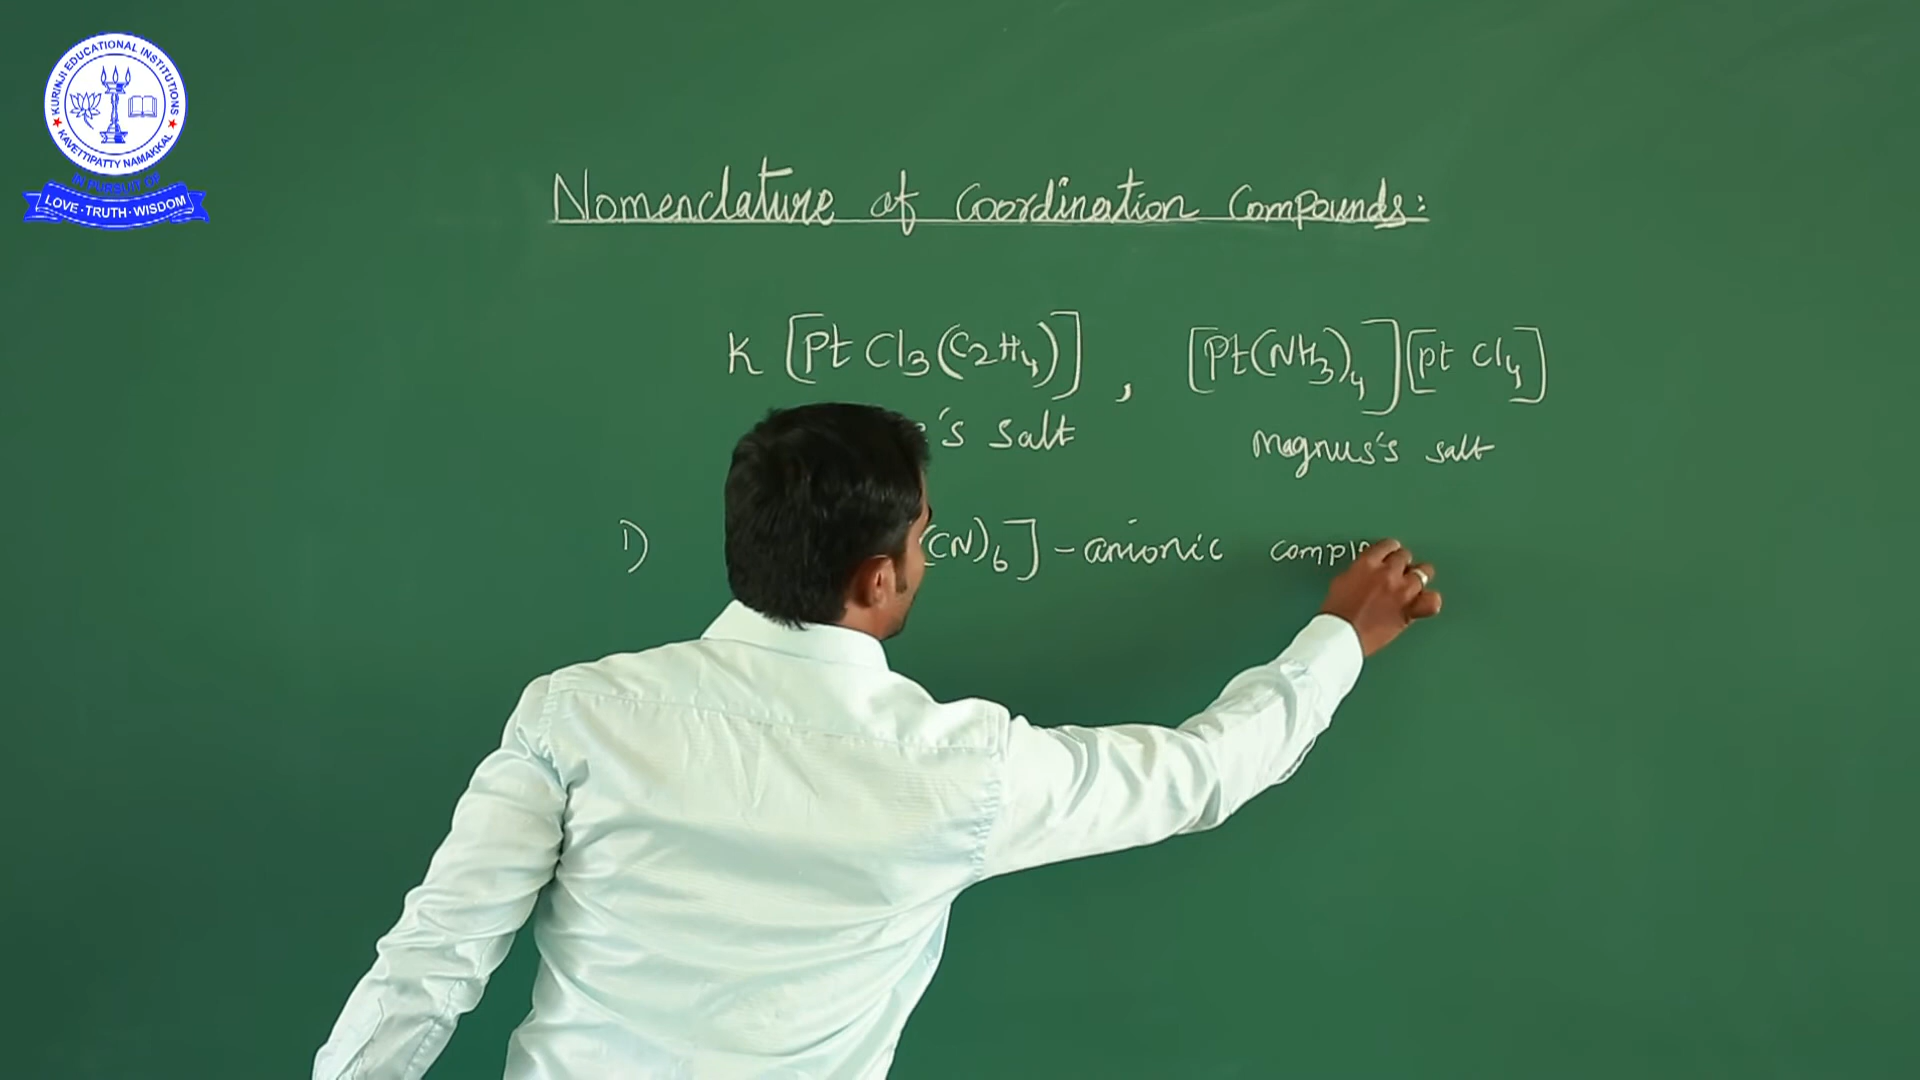 KURINJI EDUCATIONAL INSTITUTIONS
KAVETTIPATTY NAMAKKAL
IN PURSUIT OF
LOVE · TRUTH · WISDOM
Nomenclature of Coordination Compounds:
K [Pt Cl3(C2H4)] , [Pt(NH3)4][pt Cl4]
's salt Magnus's salt
1) (CN)6] - anionic comple